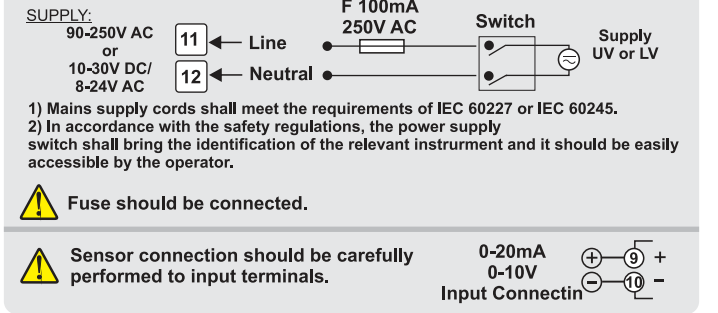 SUPPLY:
90-250V AC
or
10-30V DC/
8-24V AC
11
Line
12
Neutral
F 100mA
250V AC
Switch
Supply
UV or LV
1) Mains supply cords shall meet the requirements of IEC 60227 or IEC 60245.
2) In accordance with the safety regulations, the power supply
switch shall bring the identification of the relevant instrurment and it should be easily
accessible by the operator.
Fuse should be connected.
Sensor connection should be carefully
performed to input terminals.
0-20mA
0-10V
Input Connectin
+ 9 +
- 10 -